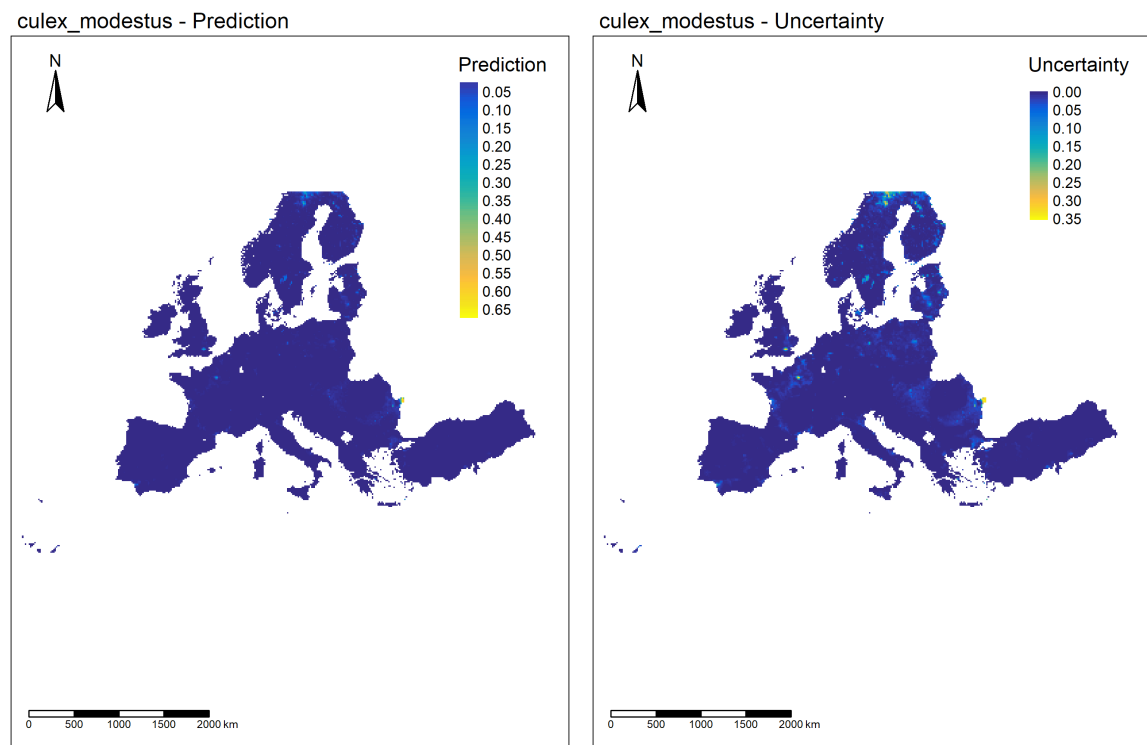 culex_modestus - Prediction
N
Prediction
0.05
0.10
0.15
0.20
0.25
0.30
0.35
0.40
0.45
0.50
0.55
0.60
0.65
0 500 1000 1500 2000 km
culex_modestus - Uncertainty
N
Uncertainty
0.00
0.05
0.10
0.15
0.20
0.25
0.30
0.35
0 500 1000 1500 2000 km